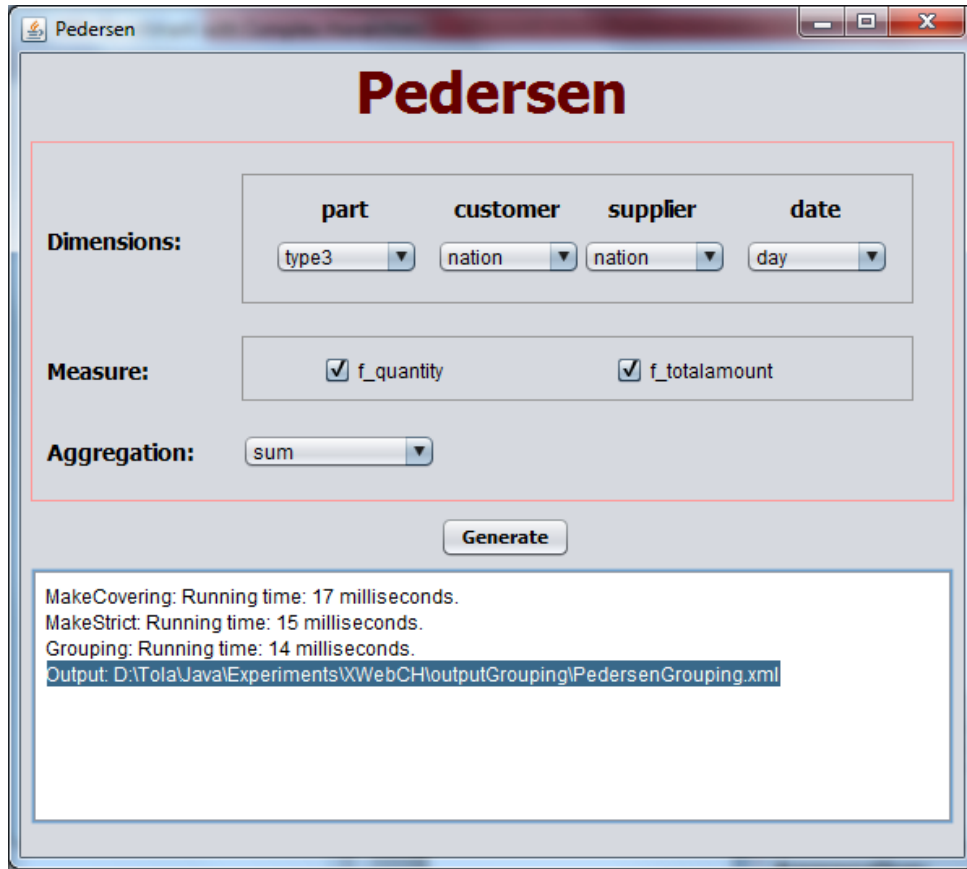 Pedersen
Pedersen
part customer supplier date
Dimensions:
type3 nation nation day
Measure:
f_quantity f_totalamount
Aggregation:
sum
Generate
MakeCovering: Running time: 17 milliseconds.
MakeStrict: Running time: 15 milliseconds.
Grouping: Running time: 14 milliseconds.
Output: D:\Tola\Java\Experiments\XWebCH\outputGrouping\PedersenGrouping.xml